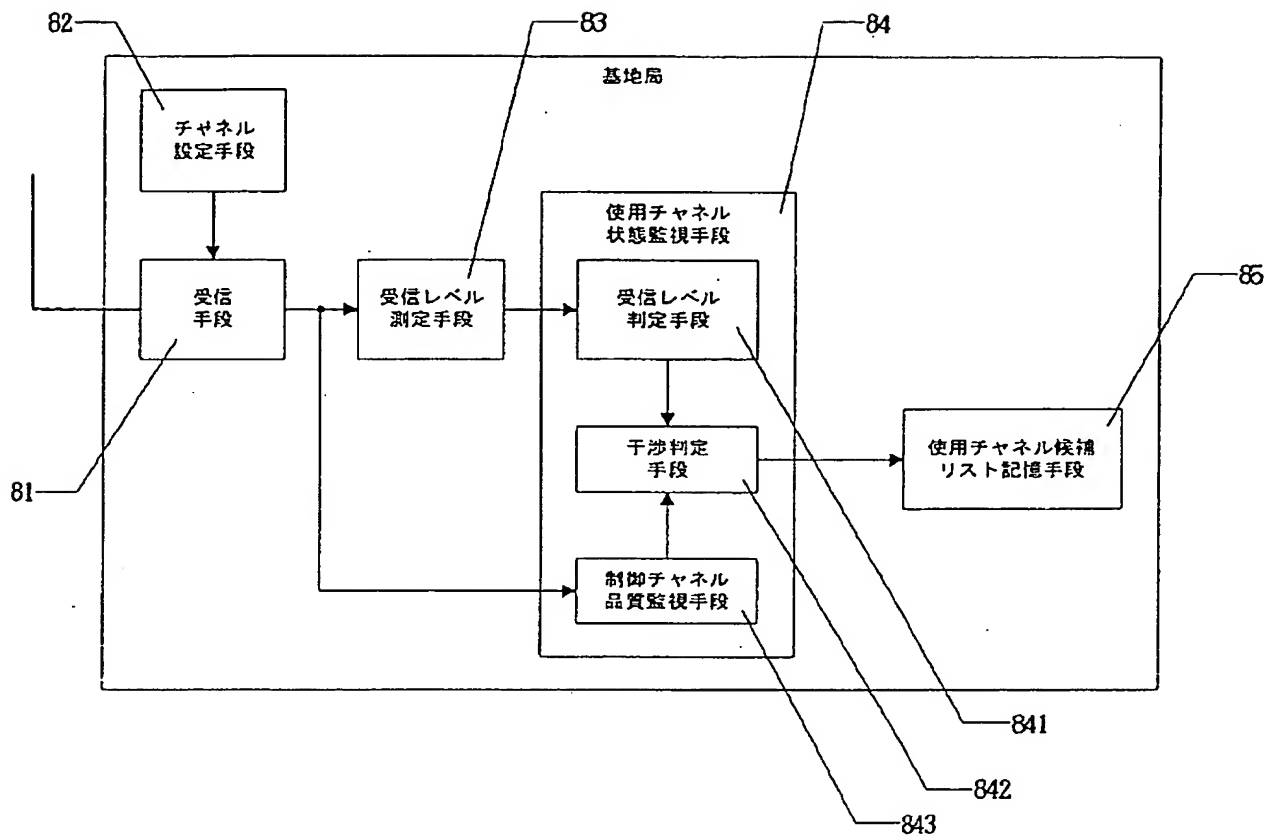 82
83
84
基地局
チャネル
設定手段
使用チャネル
状態監視手段
受信
手段
受信レベル
測定手段
受信レベル
判定手段
85
干渉判定
手段
使用チャネル候補
リスト記憶手段
81
制御チャネル
品質監視手段
841
842
843